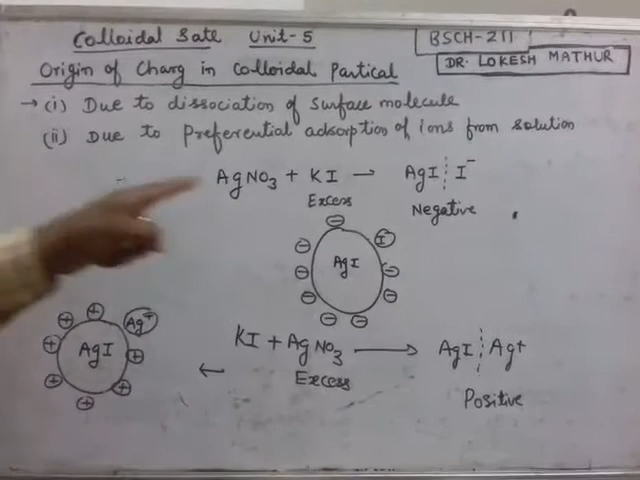 Colloidal Sate Unit-5
BSCH-211
DR. LOKESH MATHUR
Origin of Charg in Colloidal Partical
→ (i) Due to dissociation of surface molecule
(ii) Due to Preferential adsorption of ions from solution
AgNO₃ + KI → AgI ⋮ I⁻
Excess
Negative
⊖ ⊖ I⁻
⊖ AgI ⊖
⊖ ⊖
⊖ ⊖
⊕ ⊕ Ag⁺
⊕ AgI ⊕
⊕ ⊕
⊕
KI + AgNO₃ → AgI ⋮ Ag+
← Excess
Positive